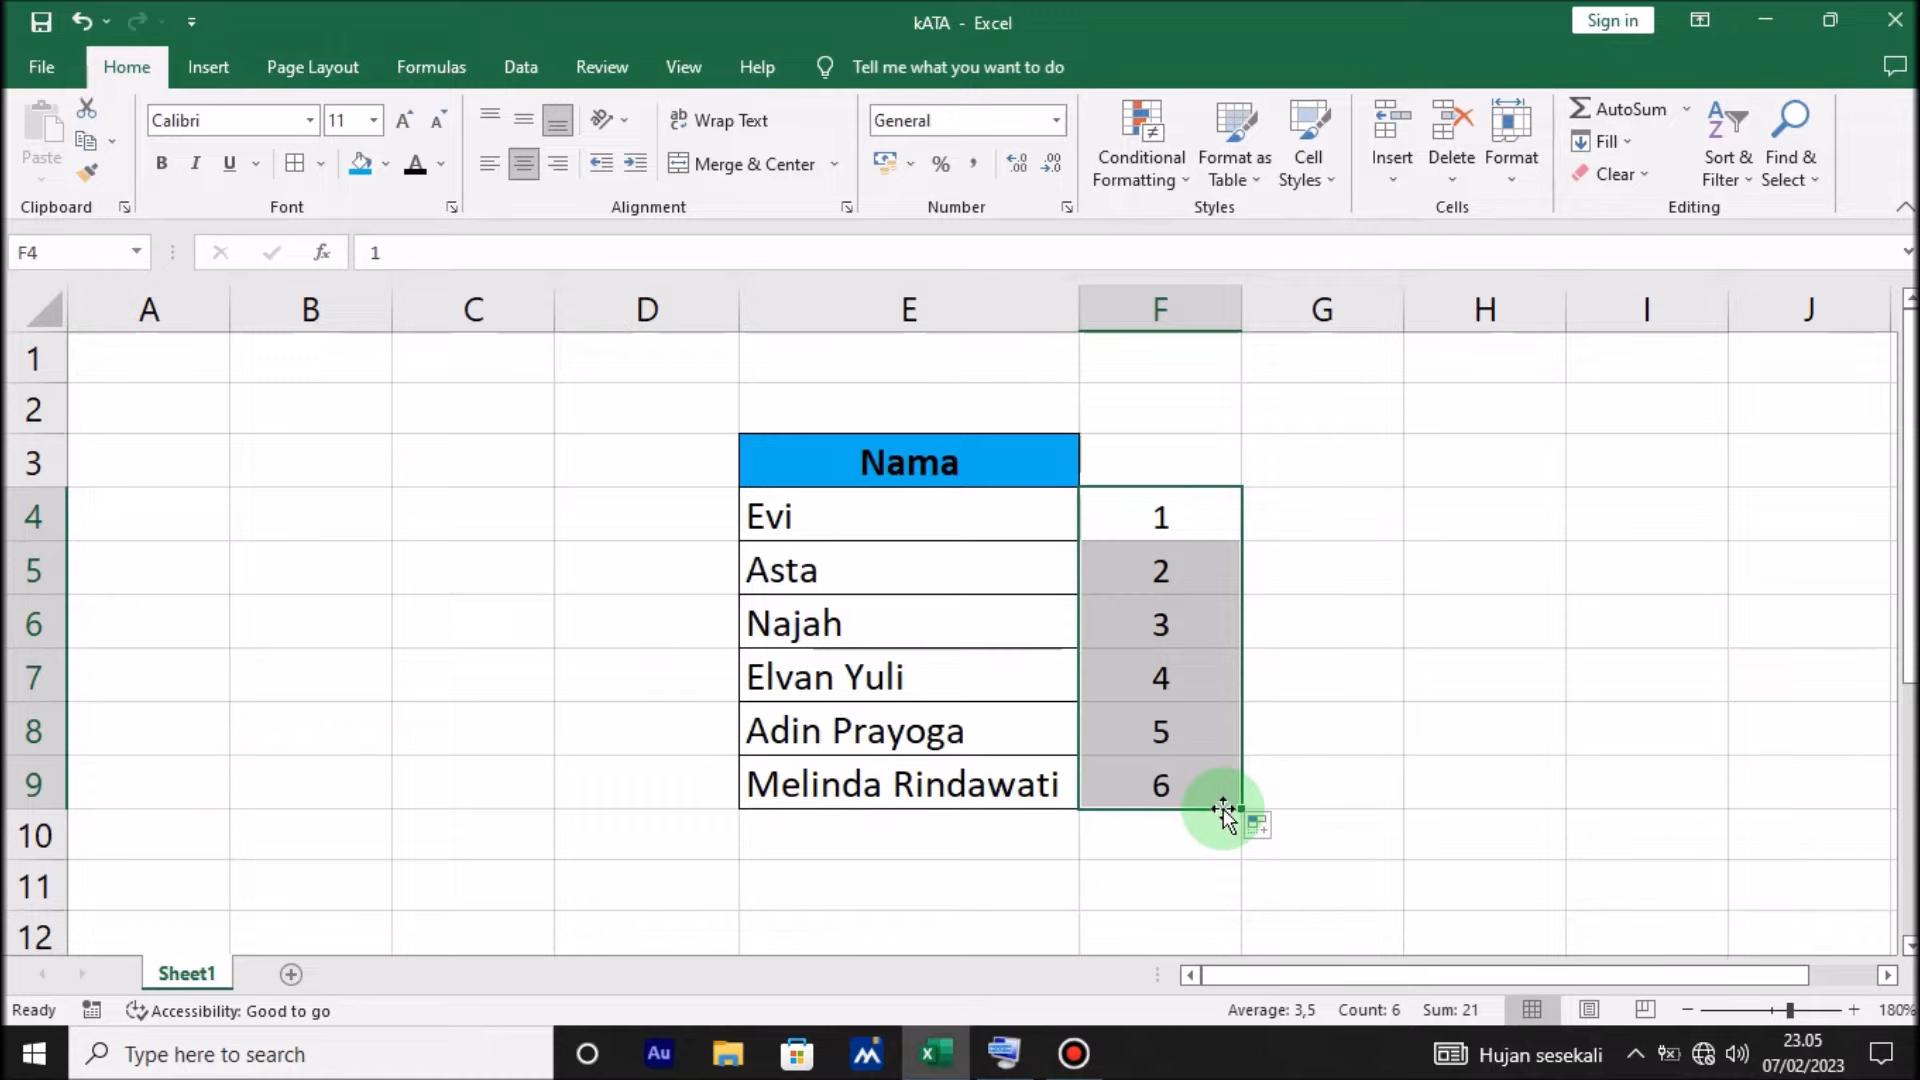 kATA - Excel
Sign in
File Home Insert Page Layout Formulas Data Review View Help Tell me what you want to do
Paste
Calibri 11
B I U
ab Wrap Text
Merge & Center
General
Conditional Formatting
Format as Table
Cell Styles
Insert Delete Format
AutoSum
Fill
Clear
Sort & Filter
Find & Select
Clipboard Font Alignment Number Styles Cells Editing
F4 fx 1
A B C D E F G H I J
1
2
3 Nama
4 Evi 1
5 Asta 2
6 Najah 3
7 Elvan Yuli 4
8 Adin Prayoga 5
9 Melinda Rindawati 6
10
11
12
Sheet1
Ready Accessibility: Good to go Average: 3,5 Count: 6 Sum: 21 180%
Type here to search Au Hujan sesekali 23.05
07/02/2023